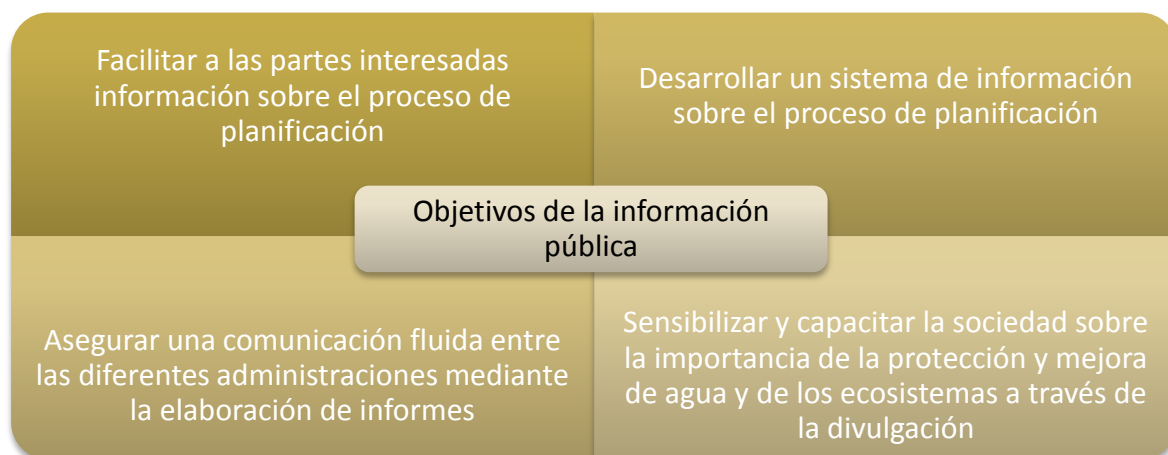 Facilitar a las partes interesadas
información sobre el proceso de
planificación
Desarrollar un sistema de información
sobre el proceso de planificación
Objetivos de la información
pública
Asegurar una comunicación fluida entre
las diferentes administraciones mediante
la elaboración de informes
Sensibilizar y capacitar la sociedad sobre
la importancia de la protección y mejora
de agua y de los ecosistemas a través de
la divulgación